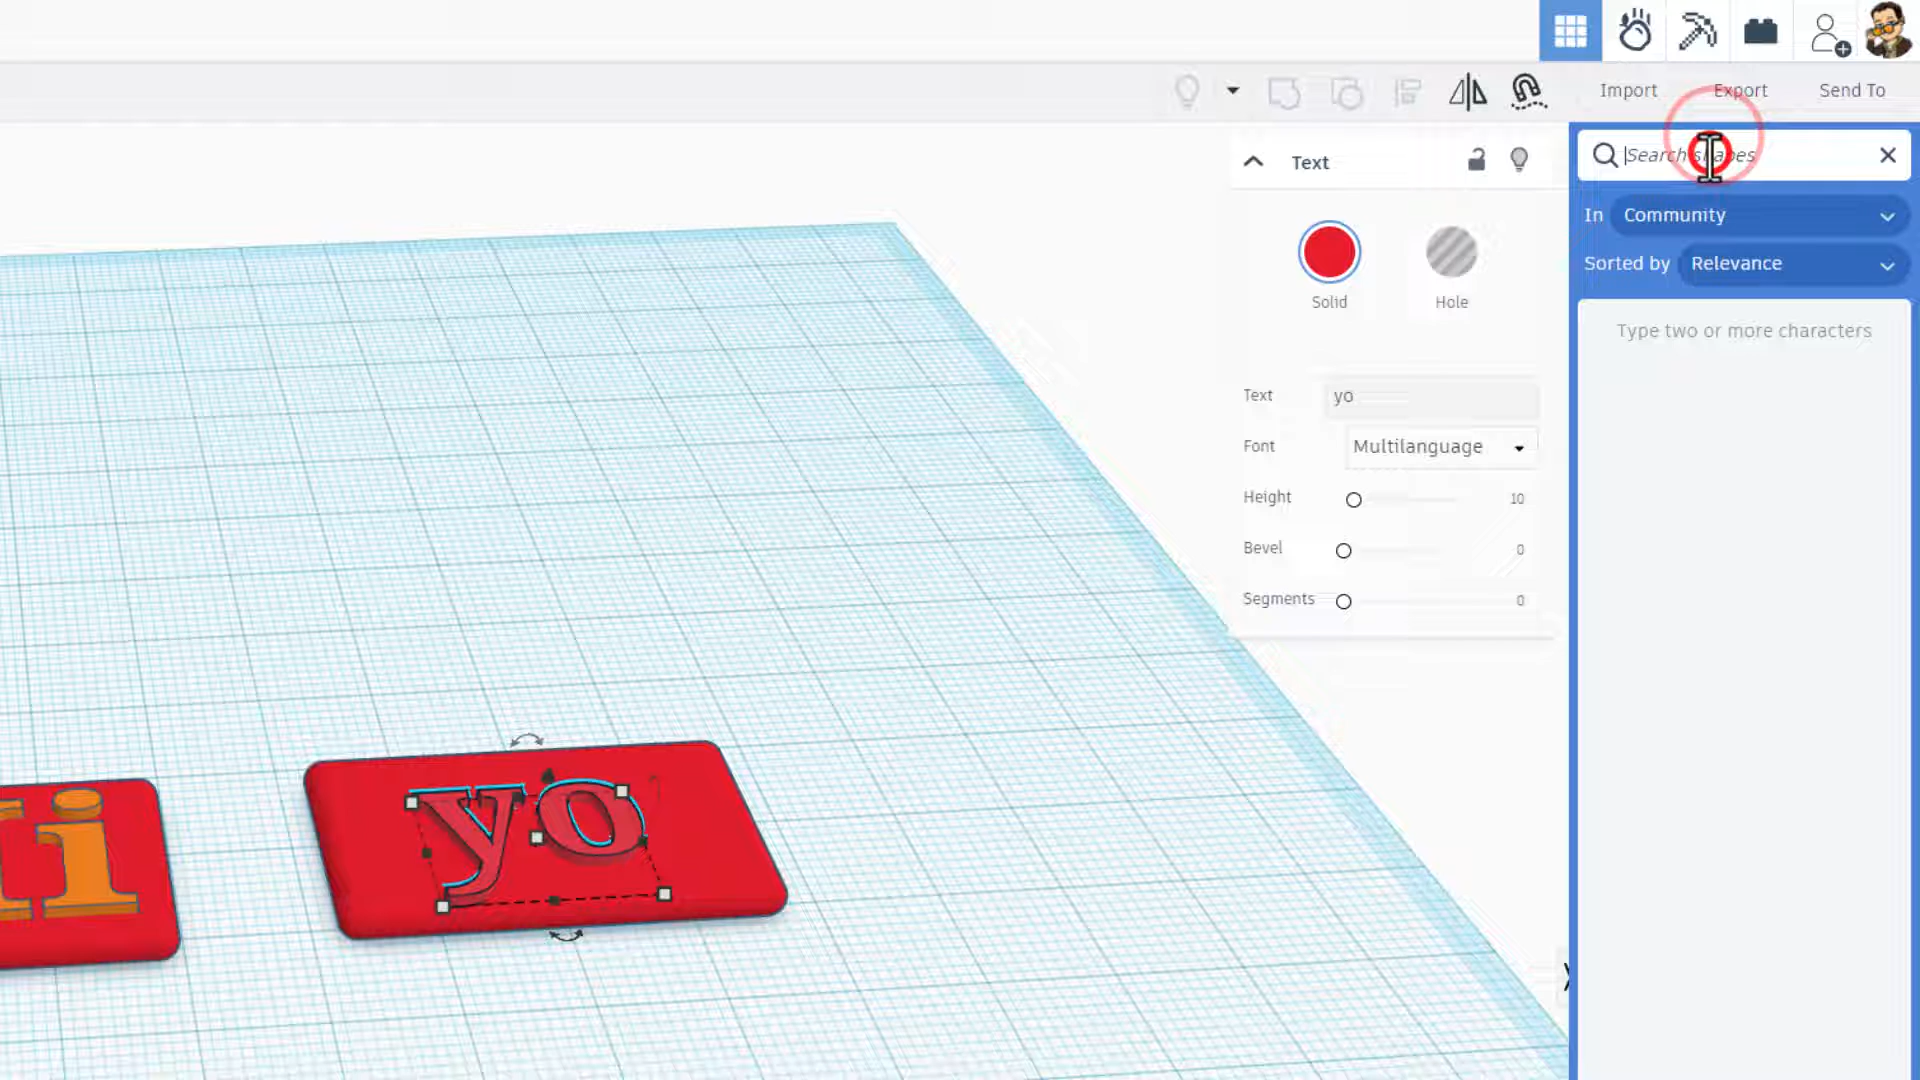 Import Export Send To
Text
Search shapes
In Community
Sorted by Relevance
Solid Hole
Type two or more characters
Text yo
Font Multilanguage
Height 10
Bevel 0
Segments 0
yo
i